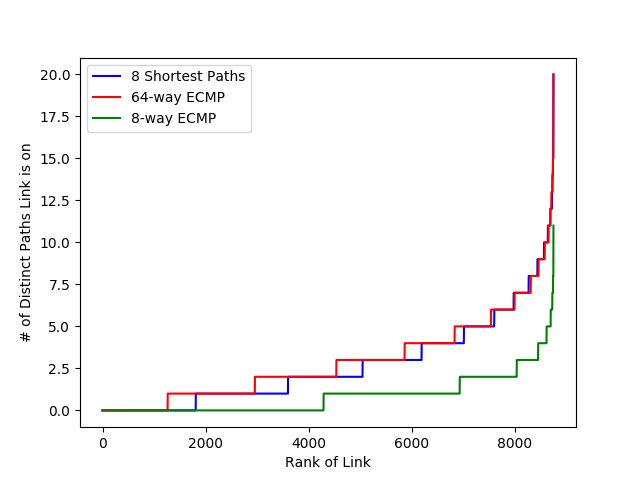 20.0
17.5
15.0
12.5
10.0
7.5
5.0
2.5
0.0
# of Distinct Paths Link is on
8 Shortest Paths
64-way ECMP
8-way ECMP
0 2000 4000 6000 8000
Rank of Link